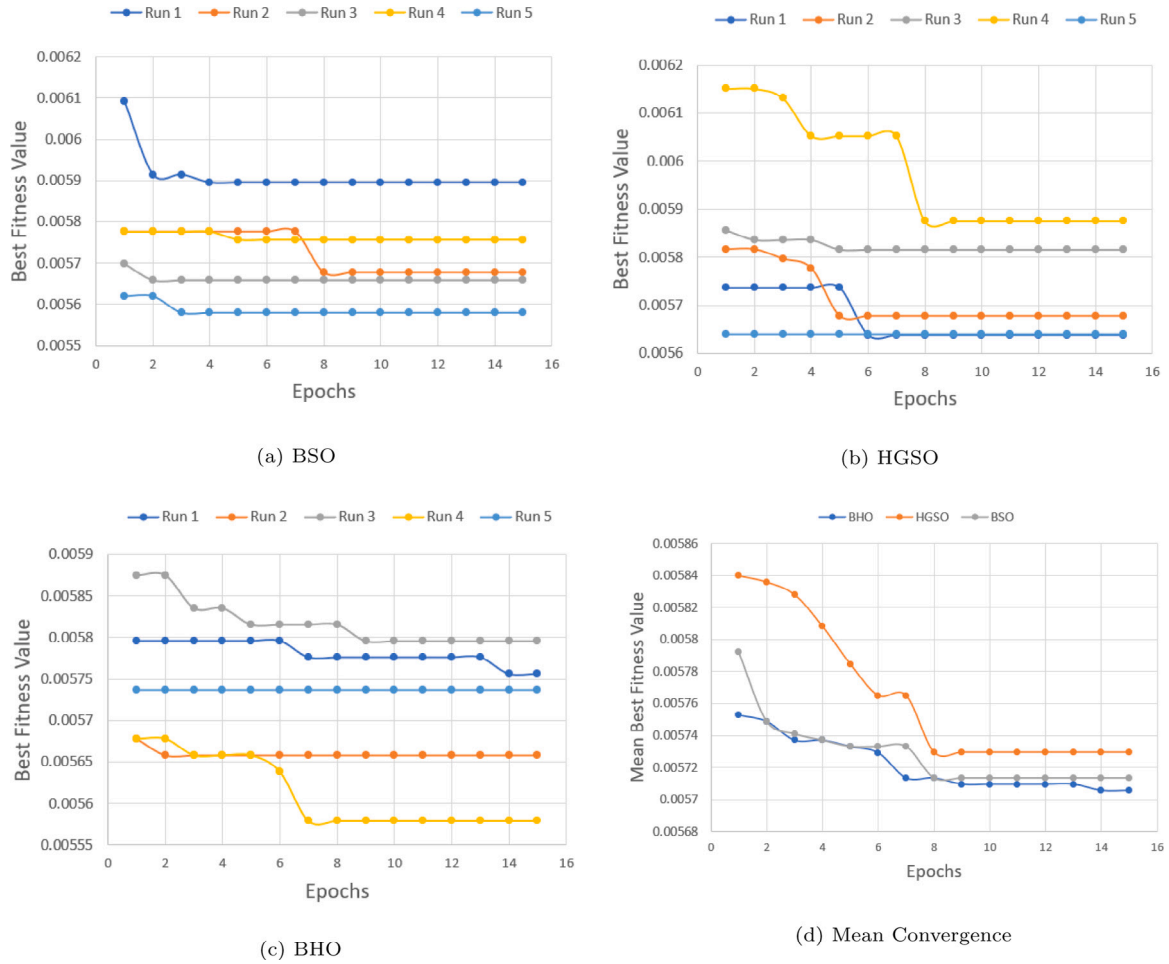 Run 1 Run 2 Run 3 Run 4 Run 5
0.0062
0.0061
0.006
0.0059
0.0058
0.0057
0.0056
0.0055
Best Fitness Value
0 2 4 6 8 10 12 14 16
Epochs
(a) BSO
Run 1 Run 2 Run 3 Run 4 Run 5
0.0062
0.0061
0.006
0.0059
0.0058
0.0057
0.0056
Best Fitness Value
0 2 4 6 8 10 12 14 16
Epochs
(b) HGSO
Run 1 Run 2 Run 3 Run 4 Run 5
0.0059
0.00585
0.0058
0.00575
0.0057
0.00565
0.0056
0.00555
Best Fitness Value
0 2 4 6 8 10 12 14 16
Epochs
(c) BHO
BHO HGSO BSO
0.00586
0.00584
0.00582
0.0058
0.00578
0.00576
0.00574
0.00572
0.0057
0.00568
Mean Best Fitness Value
0 2 4 6 8 10 12 14 16
Epochs
(d) Mean Convergence